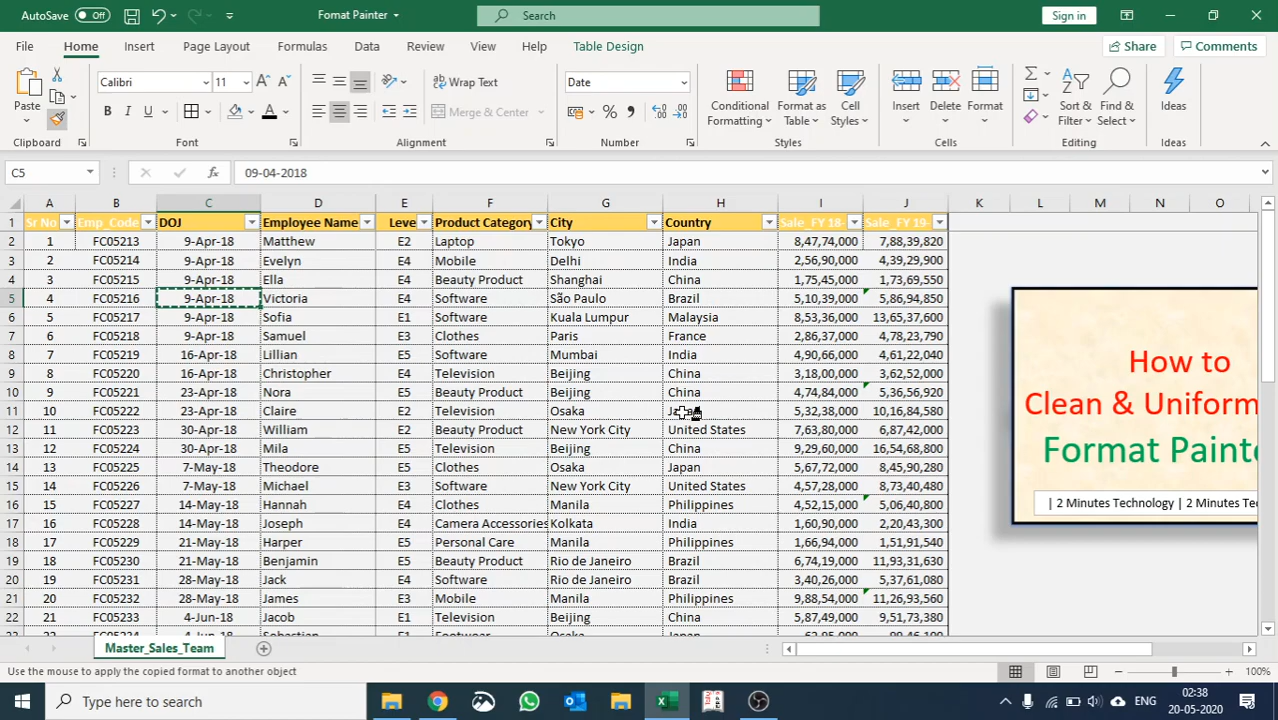 AutoSave Off Fomat Painter Search Sign in
File Home Insert Page Layout Formulas Data Review View Help Table Design Share Comments
Calibri 11 Wrap Text Date
Paste B I U Merge & Center Conditional Formatting Format as Table Cell Styles Insert Delete Format Sort & Filter Find & Select Ideas
Clipboard Font Alignment Number Styles Cells Editing Ideas
C5 fx 09-04-2018
A B C D E F G H I J K L M N O
1 Sr No Emp_Code DOJ Employee Name Leve Product Category City Country Sale_FY 18- Sale_FY 19-
2 1 FC05213 9-Apr-18 Matthew E2 Laptop Tokyo Japan 8,47,74,000 7,88,39,820
3 2 FC05214 9-Apr-18 Evelyn E4 Mobile Delhi India 2,56,90,000 4,39,29,900
4 3 FC05215 9-Apr-18 Ella E4 Beauty Product Shanghai China 1,75,45,000 1,73,69,550
5 4 FC05216 9-Apr-18 Victoria E4 Software São Paulo Brazil 5,10,39,000 5,86,94,850
6 5 FC05217 9-Apr-18 Sofia E1 Software Kuala Lumpur Malaysia 8,53,36,000 13,65,37,600
7 6 FC05218 9-Apr-18 Samuel E3 Clothes Paris France 2,86,37,000 4,78,23,790
8 7 FC05219 16-Apr-18 Lillian E5 Software Mumbai India 4,90,66,000 4,61,22,040
9 8 FC05220 16-Apr-18 Christopher E4 Television Beijing China 3,18,00,000 3,62,52,000
10 9 FC05221 23-Apr-18 Nora E5 Beauty Product Beijing China 4,74,84,000 5,36,56,920
11 10 FC05222 23-Apr-18 Claire E2 Television Osaka 5,32,38,000 10,16,84,580
12 11 FC05223 30-Apr-18 William E2 Beauty Product New York City United States 7,63,80,000 6,87,42,000
13 12 FC05224 30-Apr-18 Mila E5 Television Beijing China 9,29,60,000 16,54,68,800
14 13 FC05225 7-May-18 Theodore E5 Clothes Osaka Japan 5,67,72,000 8,45,90,280
15 14 FC05226 7-May-18 Michael E3 Software New York City United States 4,57,28,000 8,73,40,480
16 15 FC05227 14-May-18 Hannah E4 Clothes Manila Philippines 4,52,15,000 5,06,40,800
17 16 FC05228 14-May-18 Joseph E4 Camera Accessories Kolkata India 1,60,90,000 2,20,43,300
18 17 FC05229 21-May-18 Harper E5 Personal Care Manila Philippines 1,66,94,000 1,51,91,540
19 18 FC05230 21-May-18 Benjamin E5 Beauty Product Rio de Janeiro Brazil 6,74,19,000 11,93,31,630
20 19 FC05231 28-May-18 Jack E4 Software Rio de Janeiro Brazil 3,40,26,000 5,37,61,080
21 20 FC05232 28-May-18 James E3 Mobile Manila Philippines 9,88,54,000 11,26,93,560
22 21 FC05233 4-Jun-18 Jacob E1 Television Beijing China 5,87,49,000 9,51,73,380
How to
Clean & Uniform
Format Paint
| 2 Minutes Technology | 2 Minutes Tec
Master_Sales_Team
Use the mouse to apply the copied format to another object 100%
Type here to search ENG 02:38
20-05-2020